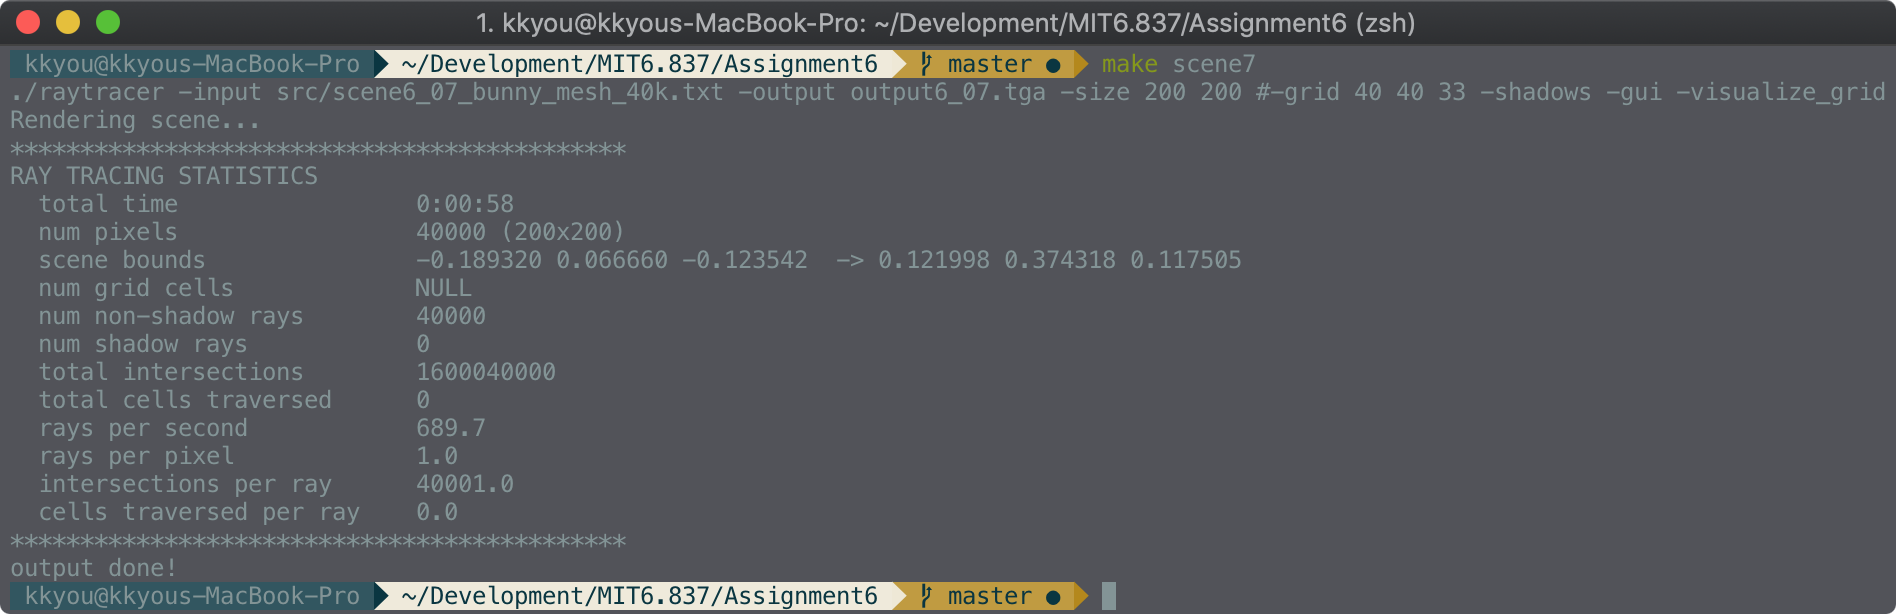 1. kkyou@kkyous-MacBook-Pro: ~/Development/MIT6.837/Assignment6 (zsh)
kkyou@kkyous-MacBook-Pro ~/Development/MIT6.837/Assignment6 master ● make scene7
./raytracer -input src/scene6_07_bunny_mesh_40k.txt -output output6_07.tga -size 200 200 #-grid 40 40 33 -shadows -gui -visualize_grid
Rendering scene...
********************************************
RAY TRACING STATISTICS
total time 0:00:58
num pixels 40000 (200x200)
scene bounds -0.189320 0.066660 -0.123542 -> 0.121998 0.374318 0.117505
num grid cells NULL
num non-shadow rays 40000
num shadow rays 0
total intersections 1600040000
total cells traversed 0
rays per second 689.7
rays per pixel 1.0
intersections per ray 40001.0
cells traversed per ray 0.0
********************************************
output done!
kkyou@kkyous-MacBook-Pro ~/Development/MIT6.837/Assignment6 master ●